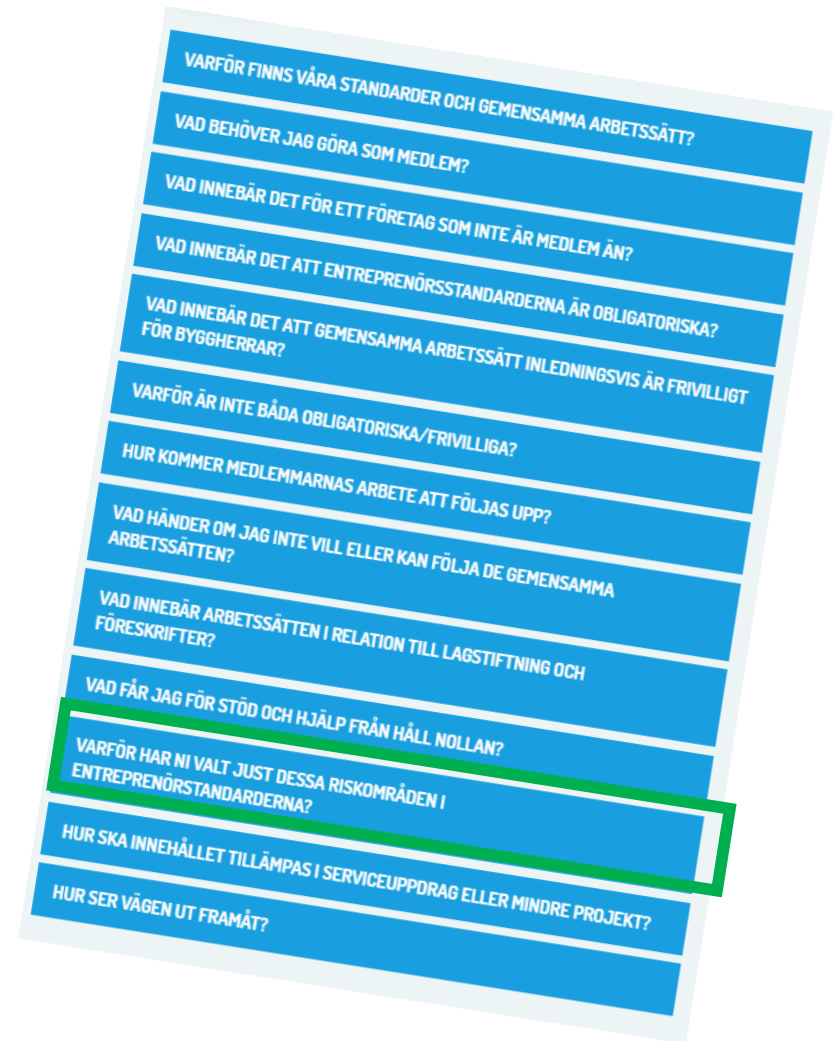 VARFÖR FINNS VÅRA STANDARDER OCH GEMENSAMMA ARBETSSÄTT?
VAD BEHÖVER JAG GÖRA SOM MEDLEM?
VAD INNEBÄR DET FÖR ETT FÖRETAG SOM INTE ÄR MEDLEM ÄN?
VAD INNEBÄR DET ATT ENTREPRENÖRSSTANDARDERNA ÄR OBLIGATORISKA?
VAD INNEBÄR DET ATT GEMENSAMMA ARBETSSÄTT INLEDNINGSVIS ÄR FRIVILLIGT
FÖR BYGGHERRAR?
VARFÖR ÄR INTE BÅDA OBLIGATORISKA/FRIVILLIGA?
HUR KOMMER MEDLEMMARNAS ARBETE ATT FÖLJAS UPP?
VAD HÄNDER OM JAG INTE VILL ELLER KAN FÖLJA DE GEMENSAMMA
ARBETSSÄTTEN?
VAD INNEBÄR ARBETSSÄTTEN I RELATION TILL LAGSTIFTNING OCH
FÖRESKRIFTER?
VAD FÅR JAG FÖR STÖD OCH HJÄLP FRÅN HÅLL NOLLAN?
VARFÖR HAR NI VALT JUST DESSA RISKOMRÅDEN I
ENTREPRENÖRSTANDARDERNA?
HUR SKA INNEHÅLLET TILLÄMPAS I SERVICEUPPDRAG ELLER MINDRE PROJEKT?
HUR SER VÄGEN UT FRAMÅT?